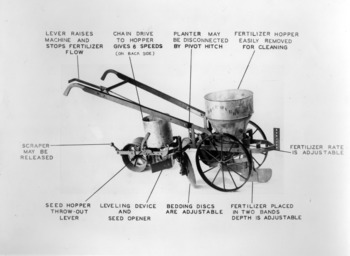 LEVER RAISES
MACHINE AND
STOPS FERTILIZER
FLOW
CHAIN DRIVE
TO HOPPER
GIVES 6 SPEEDS
(ON BACK SIDE)
PLANTER MAY
BE DISCONNECTED
BY PIVOT HITCH
FERTILIZER HOPPER
EASILY REMOVED
FOR CLEANING
SCRAPER
MAY BE
RELEASED
FERTILIZER RATE
IS ADJUSTABLE
SEED HOPPER
THROW-OUT
LEVER
LEVELING DEVICE
AND
SEED OPENER
BEDDING DISCS
ARE ADJUSTABLE
FERTILIZER PLACED
IN TWO BANDS
DEPTH IS ADJUSTABLE